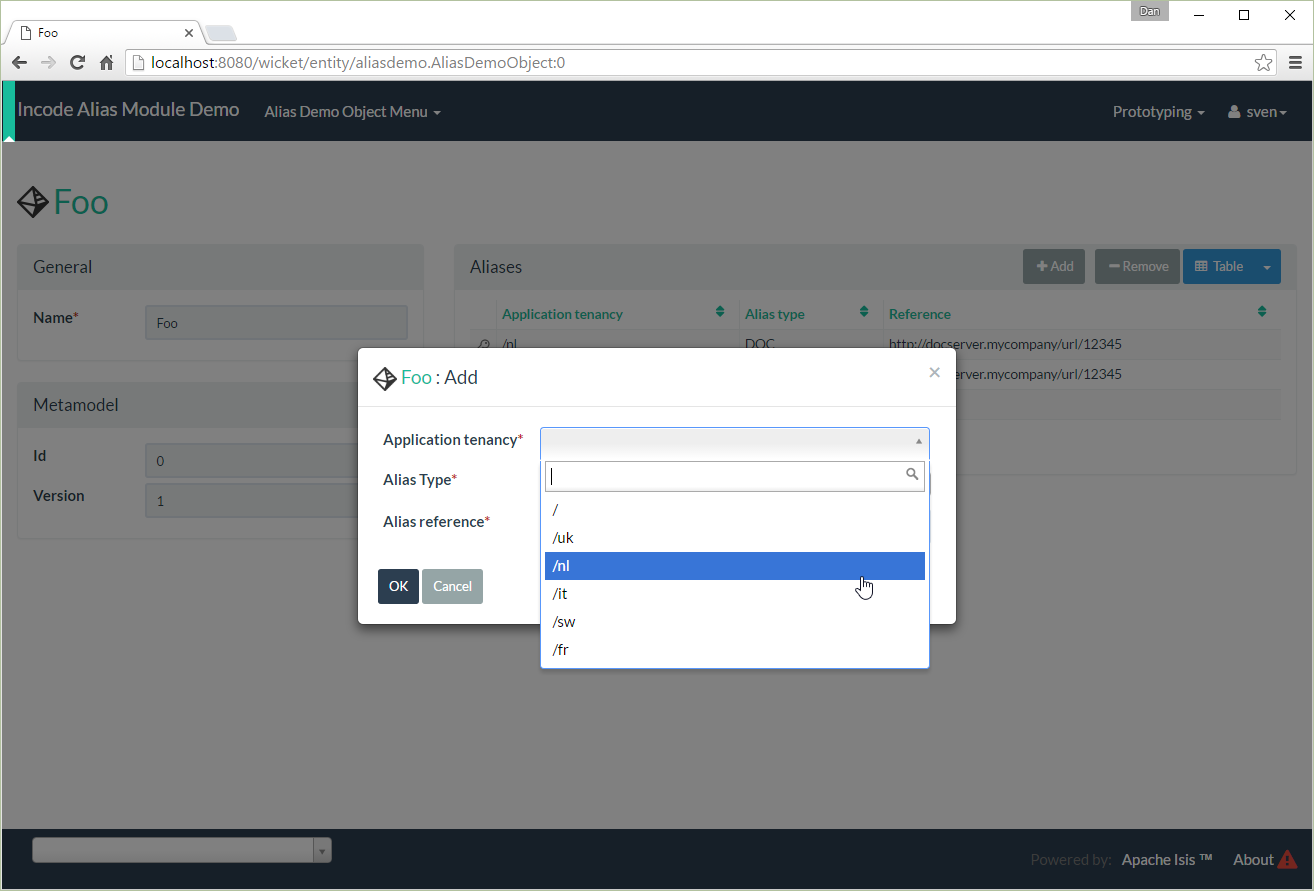 Dan
Foo
localhost:8080/wicket/entity/aliasdemo.AliasDemoObject:0
Incode Alias Module Demo Alias Demo Object Menu Prototyping sven
Foo
General
Name* Foo
Metamodel
Id 0
Version 1
Aliases Add Remove Table
Application tenancy Alias type Reference
/nl DOC http://docserver.mycompany/url/12345
erver.mycompany/url/12345
Foo : Add ×
Application tenancy*
Alias Type*
Alias reference*
/
/uk
/nl
/it
/sw
/fr
OK Cancel
Powered by: Apache Isis ™ About